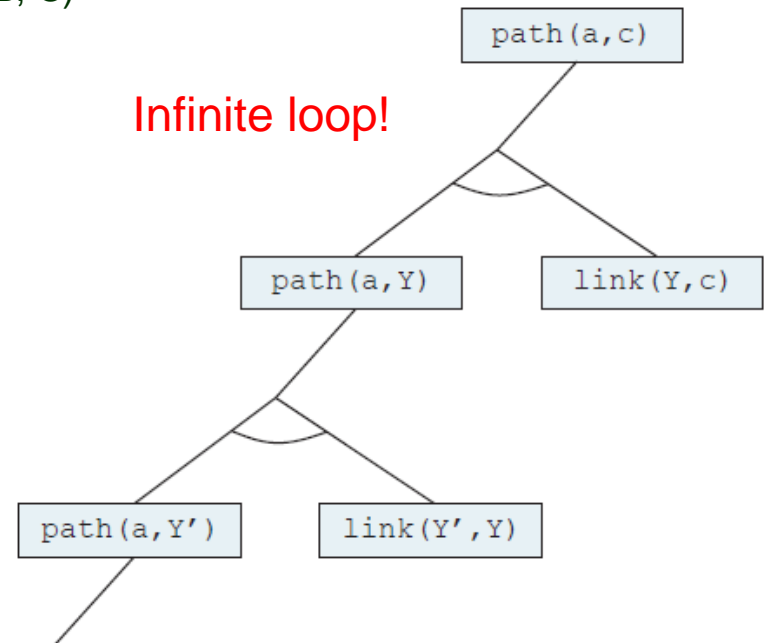 path(a,c)
Infinite loop!
path(a,Y)
link(Y,c)
path(a,Y′)
link(Y′,Y)